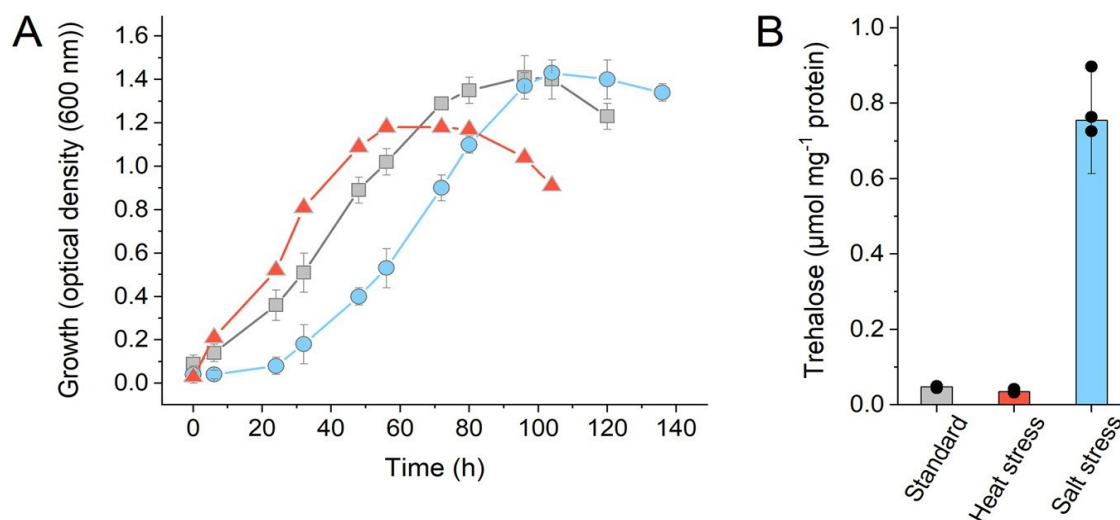 A
Growth (optical density (600 nm))
1.6
1.4
1.2
1.0
0.8
0.6
0.4
0.2
0.0
0 20 40 60 80 100 120 140
Time (h)
B
Trehalose (µmol mg⁻¹ protein)
1.0
0.8
0.6
0.4
0.2
0.0
Standard
Heat stress
Salt stress